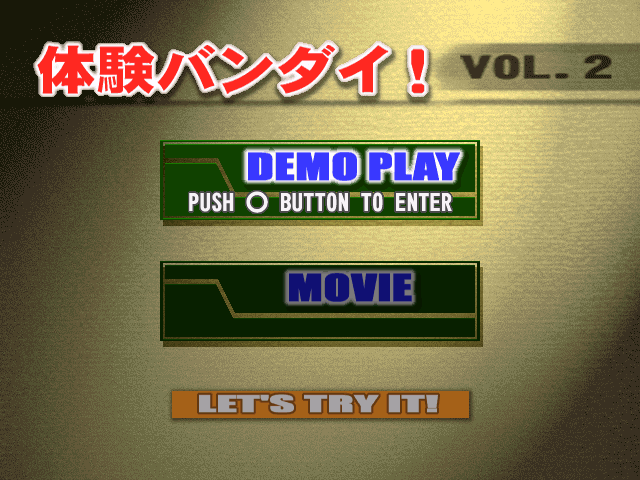 体験バンダイ! VOL. 2
DEMO PLAY
PUSH ○ BUTTON TO ENTER
MOVIE
LET'S TRY IT!